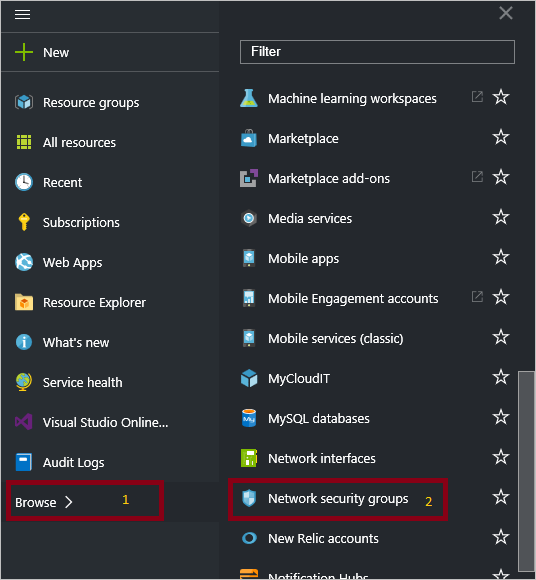 New
Resource groups
All resources
Recent
Subscriptions
Web Apps
Resource Explorer
What's new
Service health
Visual Studio Online...
Audit Logs
Browse 1
Filter
Machine learning workspaces
Marketplace
Marketplace add-ons
Media services
Mobile apps
Mobile Engagement accounts
Mobile services (classic)
MyCloudIT
MySQL databases
Network interfaces
Network security groups 2
New Relic accounts
Notification Hubs